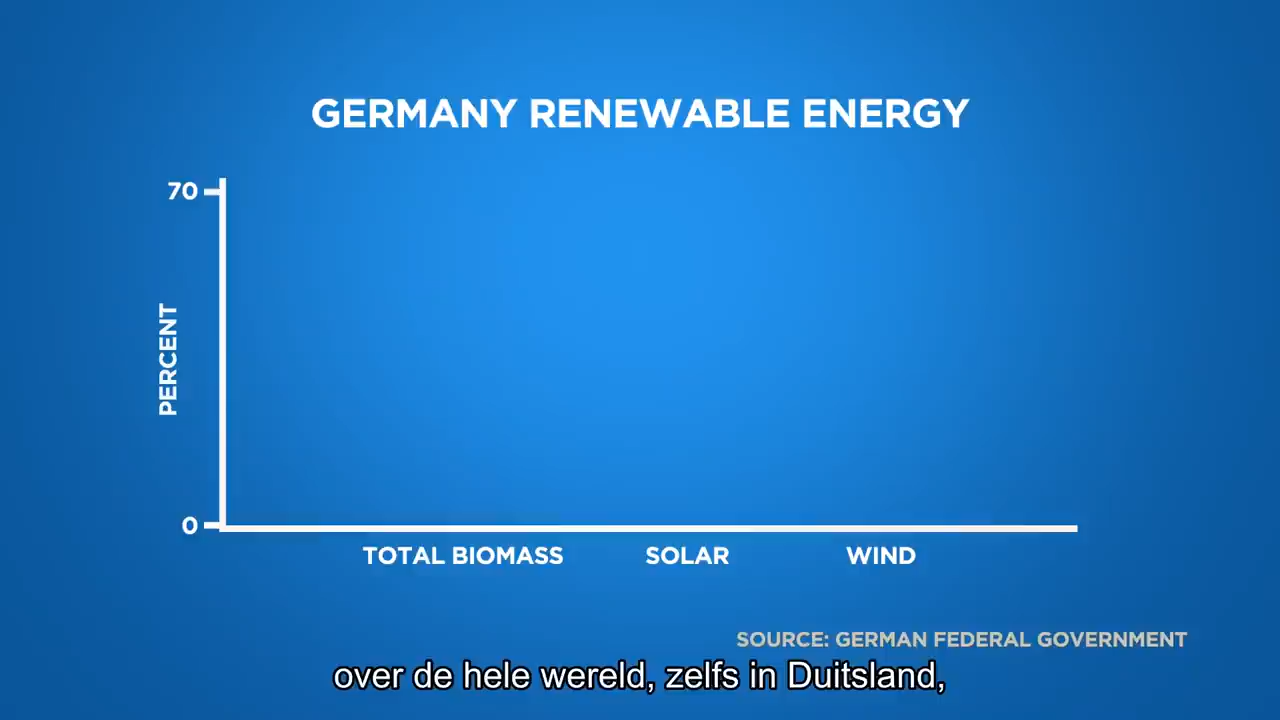 GERMANY RENEWABLE ENERGY
70
PERCENT
0
TOTAL BIOMASS SOLAR WIND
SOURCE: GERMAN FEDERAL GOVERNMENT
over de hele wereld, zelfs in Duitsland,